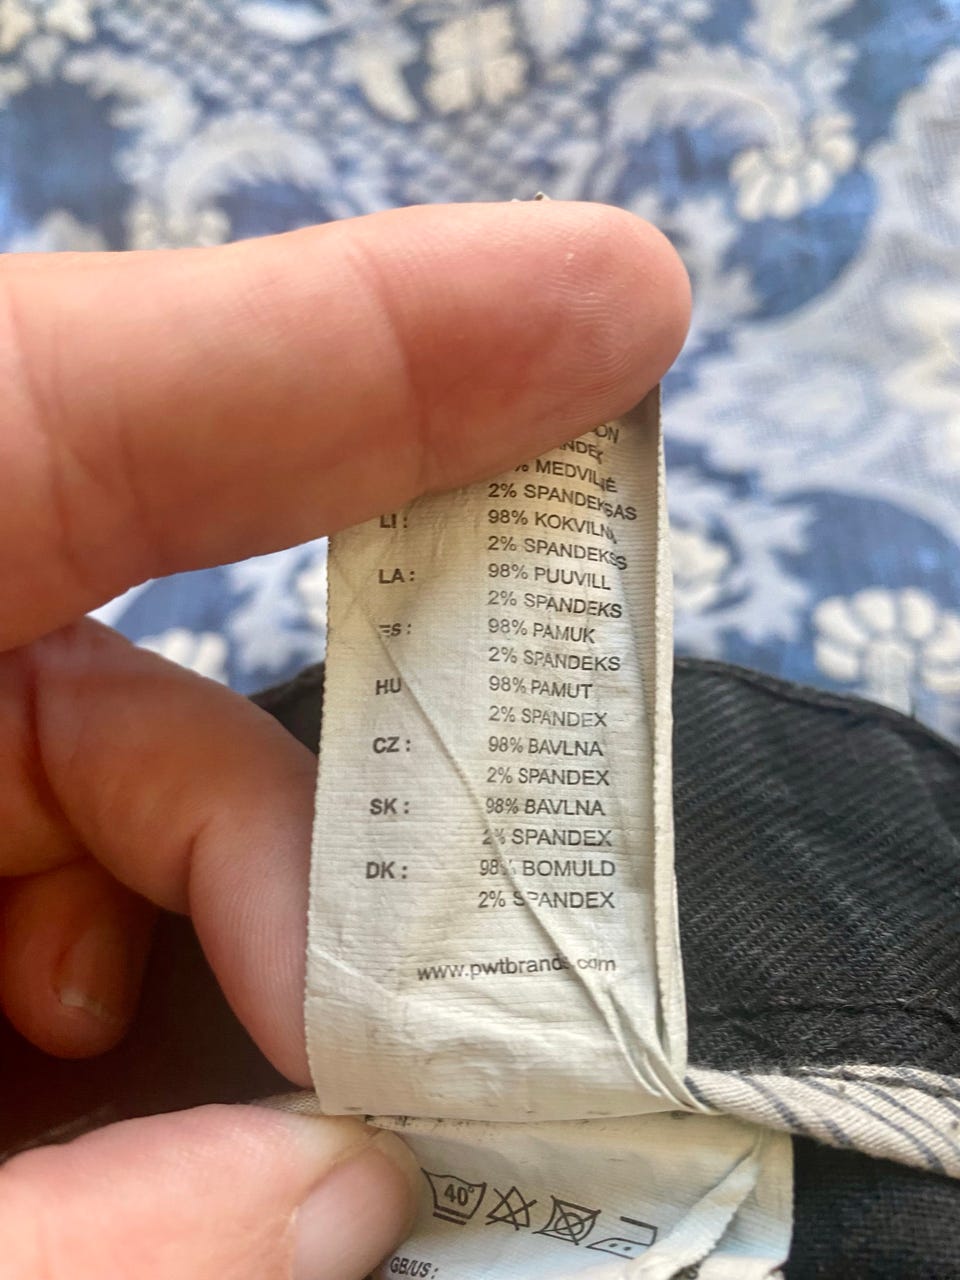 % MEDVILNĖ
2% SPANDEKSAS
LI : 98% KOKVILNA
2% SPANDEKSS
LA : 98% PUUVILL
2% SPANDEKS
ES : 98% PAMUK
2% SPANDEKS
HU 98% PAMUT
2% SPANDEX
CZ : 98% BAVLNA
2% SPANDEX
SK : 98% BAVLNA
2% SPANDEX
DK : 98% BOMULD
2% SPANDEX
www.pwtbrands.com
40°
GB/US :